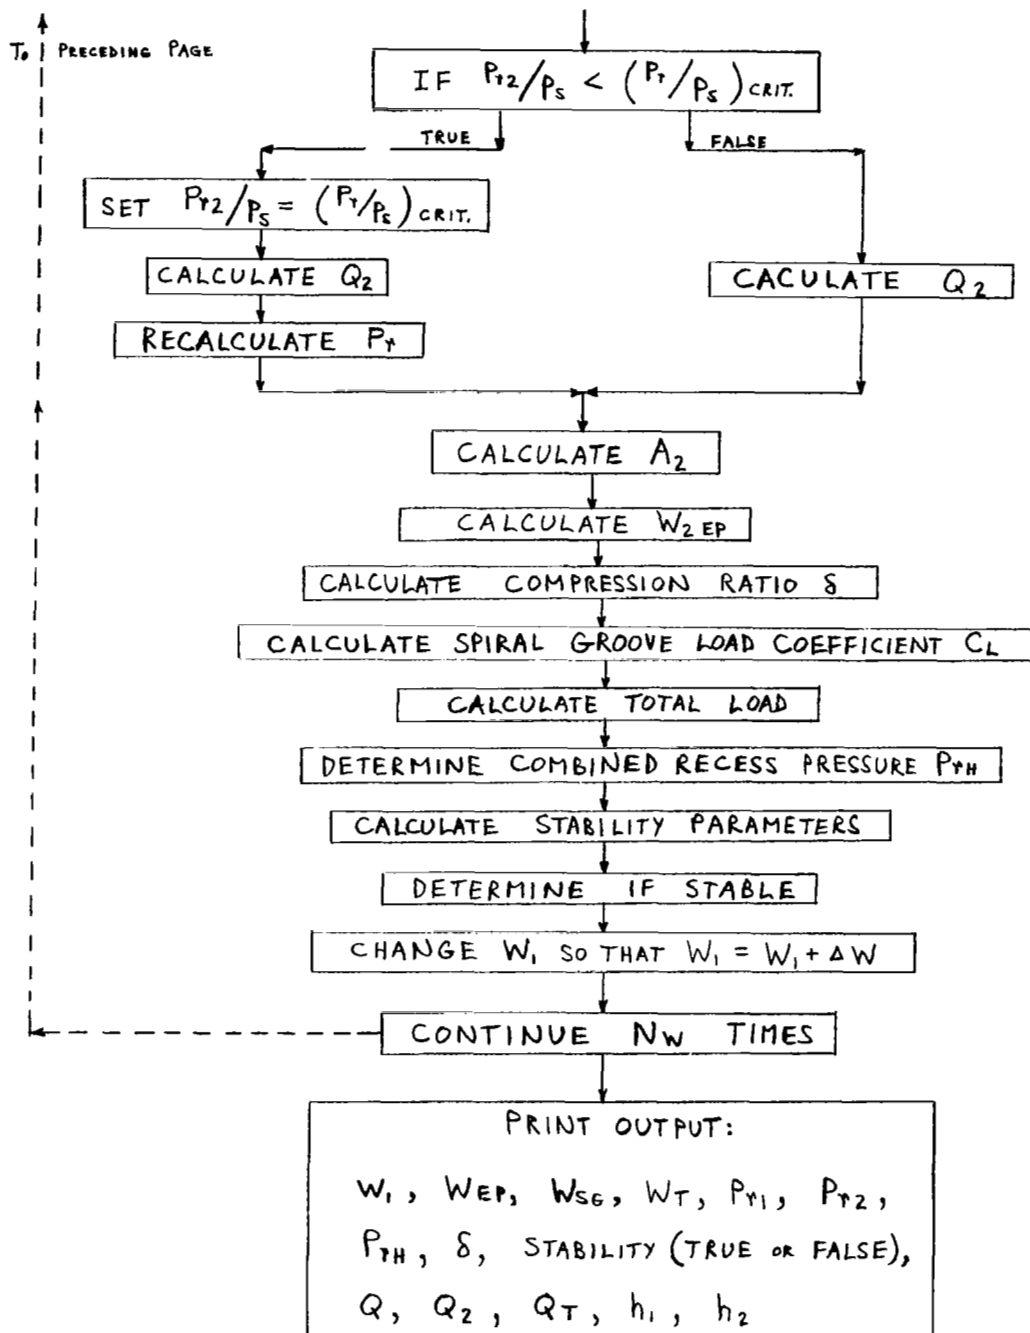 To PRECEDING PAGE
IF Pr2/Ps < (Pr/Ps) CRIT.
TRUE
FALSE
SET Pr2/Ps = (Pr/Ps) CRIT.
CALCULATE Q2
CACULATE Q2
RECALCULATE Pr
CALCULATE A2
CALCULATE W2EP
CALCULATE COMPRESSION RATIO δ
CALCULATE SPIRAL GROOVE LOAD COEFFICIENT CL
CALCULATE TOTAL LOAD
DETERMINE COMBINED RECESS PRESSURE PrH
CALCULATE STABILITY PARAMETERS
DETERMINE IF STABLE
CHANGE W1 SO THAT W1 = W1 + ΔW
CONTINUE NW TIMES
PRINT OUTPUT:
W1, WEP, WSG, WT, Pr1, Pr2,
PrH, δ, STABILITY (TRUE OR FALSE),
Q, Q2, QT, h1, h2